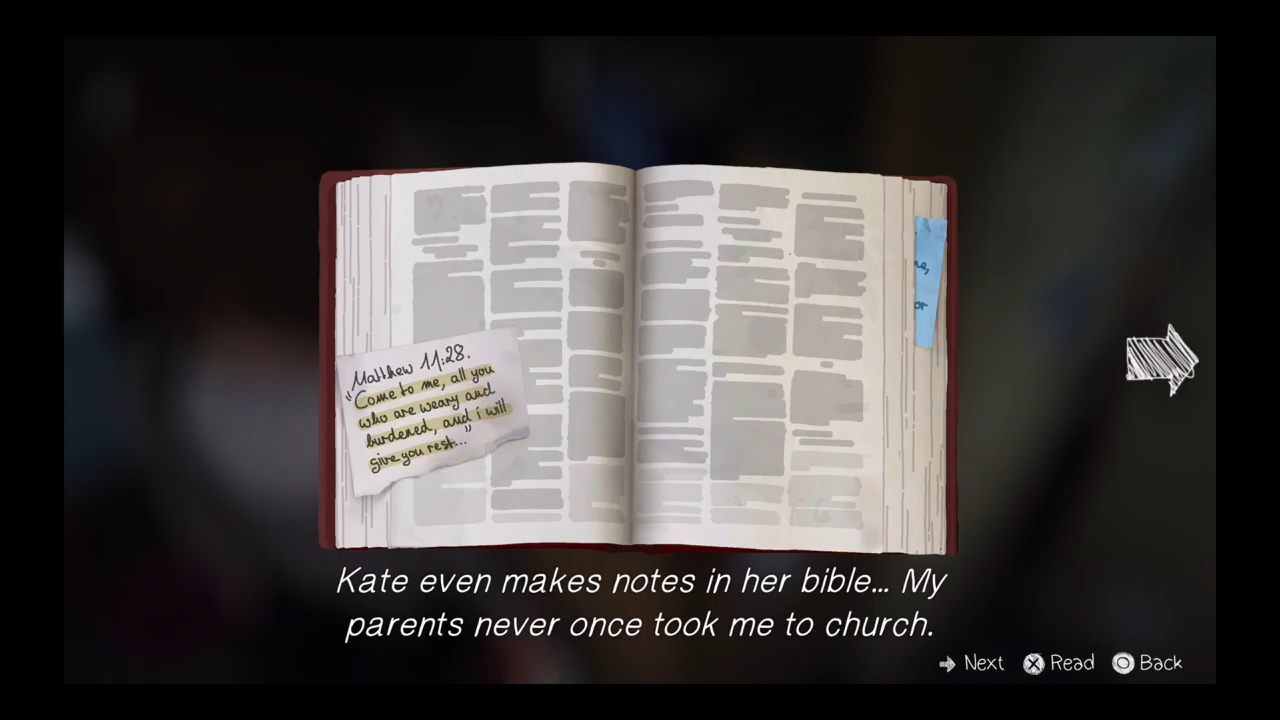 Matthew 11:28.
"Come to me, all you
who are weary and
burdened, and i will
give you rest..."
or
Kate even makes notes in her bible... My
parents never once took me to church.
Next Read Back